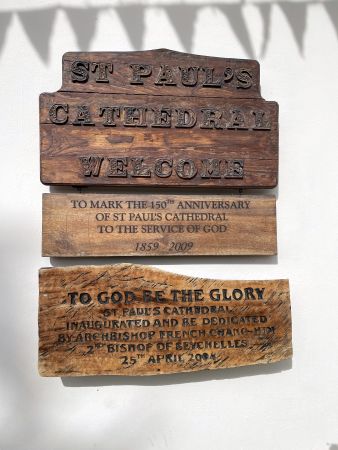 ST PAUL'S
CATHEDRAL
WELCOME
TO MARK THE 150TH ANNIVERSARY
OF ST PAUL'S CATHEDRAL
TO THE SERVICE OF GOD
1859 2009
TO GOD BE THE GLORY
ST PAUL'S CATHEDRAL
INAUGURATED AND BE DEDICATED
BY ARCHBISHOP FRENCH CHANG-HIM
2ND BISHOP OF SEYCHELLES
25TH APRIL 2004